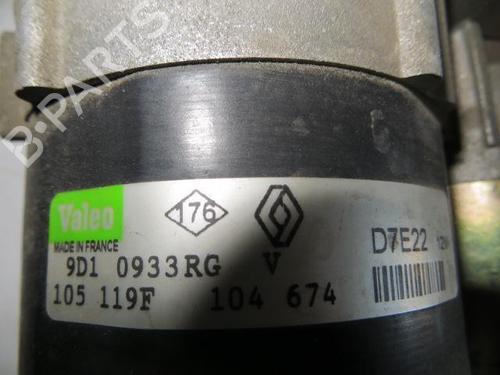 B-PARTS
Valeo
176
D7E22
MADE IN FRANCE
9D1 0933RG V
105 119F 104 674